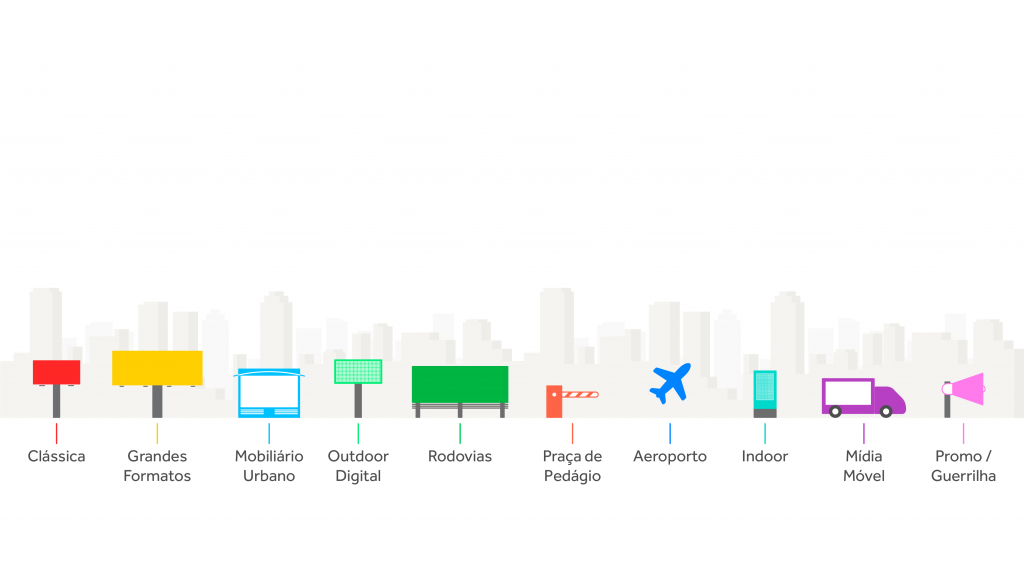 Clássica
Grandes
Formatos
Mobiliário
Urbano
Outdoor
Digital
Rodovias
Praça de
Pedágio
Aeroporto
Indoor
Mídia
Móvel
Promo /
Guerrilha